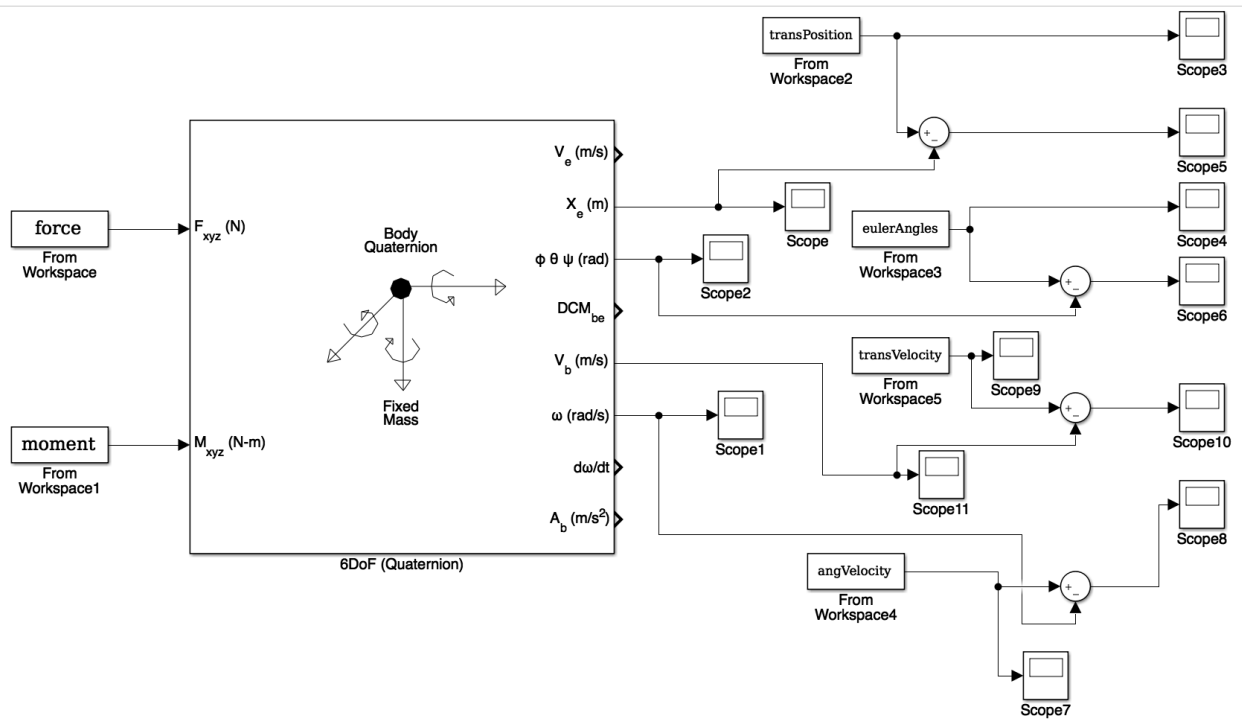 transPosition
From
Workspace2
Scope3
+
−
Scope5
V_e (m/s)
X_e (m)
Scope
force
From
Workspace
F_xyz (N)
Body
Quaternion
eulerAngles
From
Workspace3
Scope4
ϕ θ ψ (rad)
Scope2
+
−
Scope6
DCM_be
transVelocity
From
Workspace5
Scope9
V_b (m/s)
Fixed
Mass
ω (rad/s)
Scope1
+
−
Scope10
moment
From
Workspace1
M_xyz (N-m)
dω/dt
Scope11
A_b (m/s²)
Scope8
6DoF (Quaternion)
angVelocity
From
Workspace4
+
−
Scope7